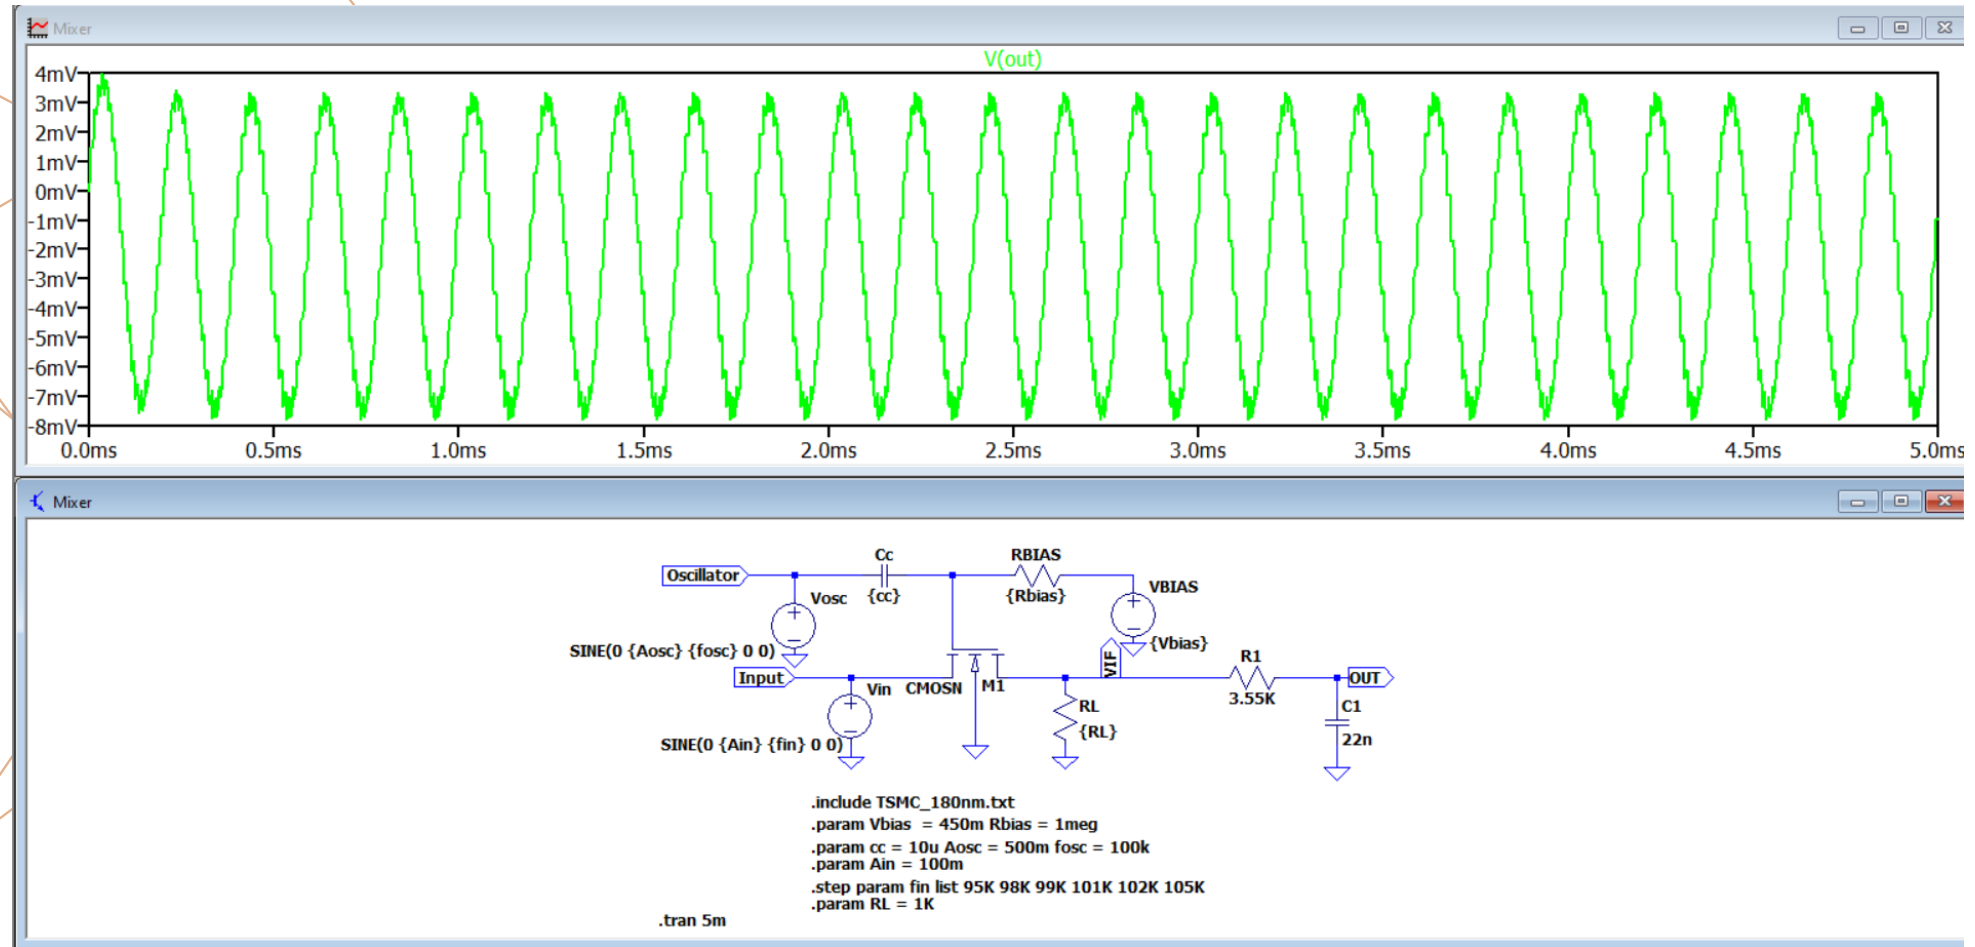 Mixer
V(out)
4mV
3mV
2mV
1mV
0mV
-1mV
-2mV
-3mV
-4mV
-5mV
-6mV
-7mV
-8mV
0.0ms 0.5ms 1.0ms 1.5ms 2.0ms 2.5ms 3.0ms 3.5ms 4.0ms 4.5ms 5.0ms
Mixer
Cc RBIAS
Oscillator
VBIAS
Vosc {cc} {Rbias}
+
-
{Vbias}
SINE(0 {Aosc} {fosc} 0 0)
VIF
R1
Input Vin CMOSN M1 OUT
3.55K
RL C1
+
-
{RL} 22n
SINE(0 {Ain} {fin} 0 0)
.include TSMC_180nm.txt
.param Vbias = 450m Rbias = 1meg
.param cc = 10u Aosc = 500m fosc = 100k
.param Ain = 100m
.step param fin list 95K 98K 99K 101K 102K 105K
.param RL = 1K
.tran 5m